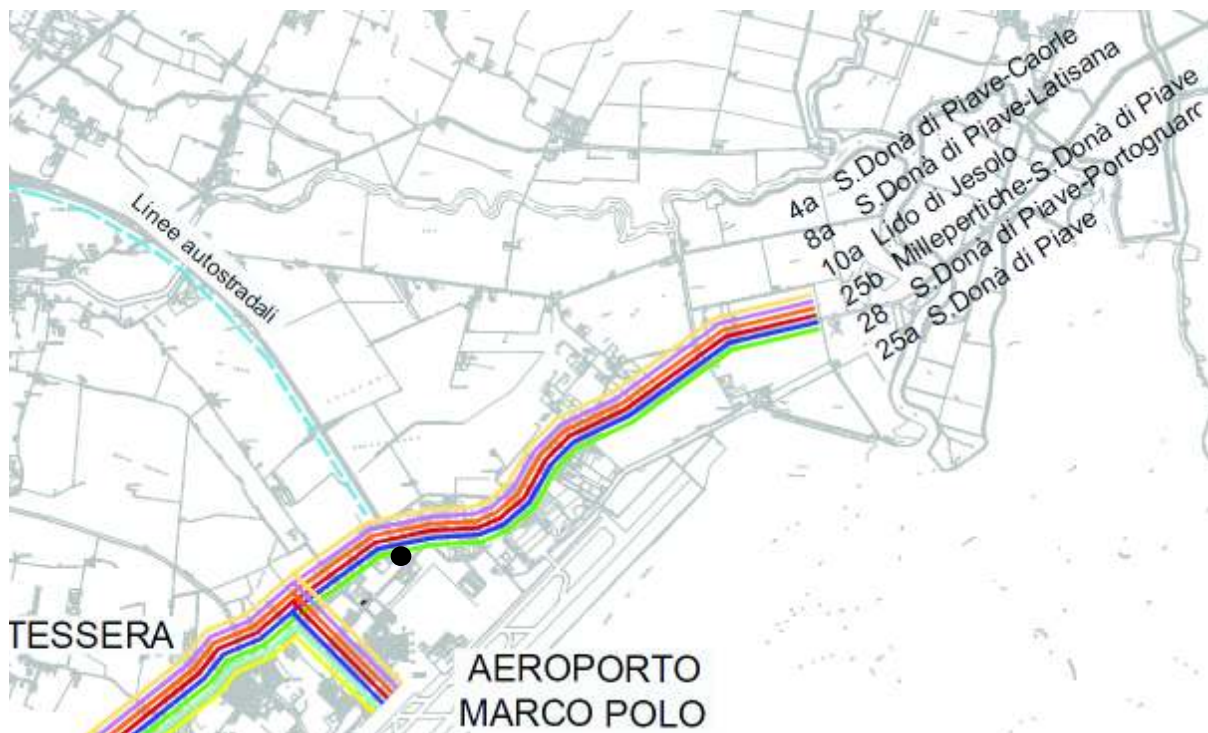 4a S.Donà di Piave-Caorle
8a S.Donà di Piave-Latisana
10a Lido di Jesolo
25b Millepertiche-S.Donà di Piave
28 S.Donà di Piave-Portogruaro
25a S.Donà di Piave
Linee autostradali
TESSERA
AEROPORTO
MARCO POLO